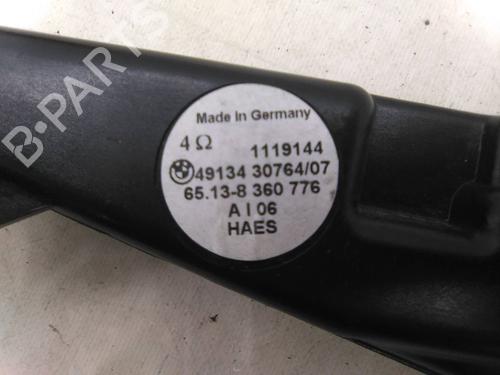 Made In Germany
4 Ω 1119144
49134 30764/07
65.13-8 360 776
A I 06
HAES
B-PARTS